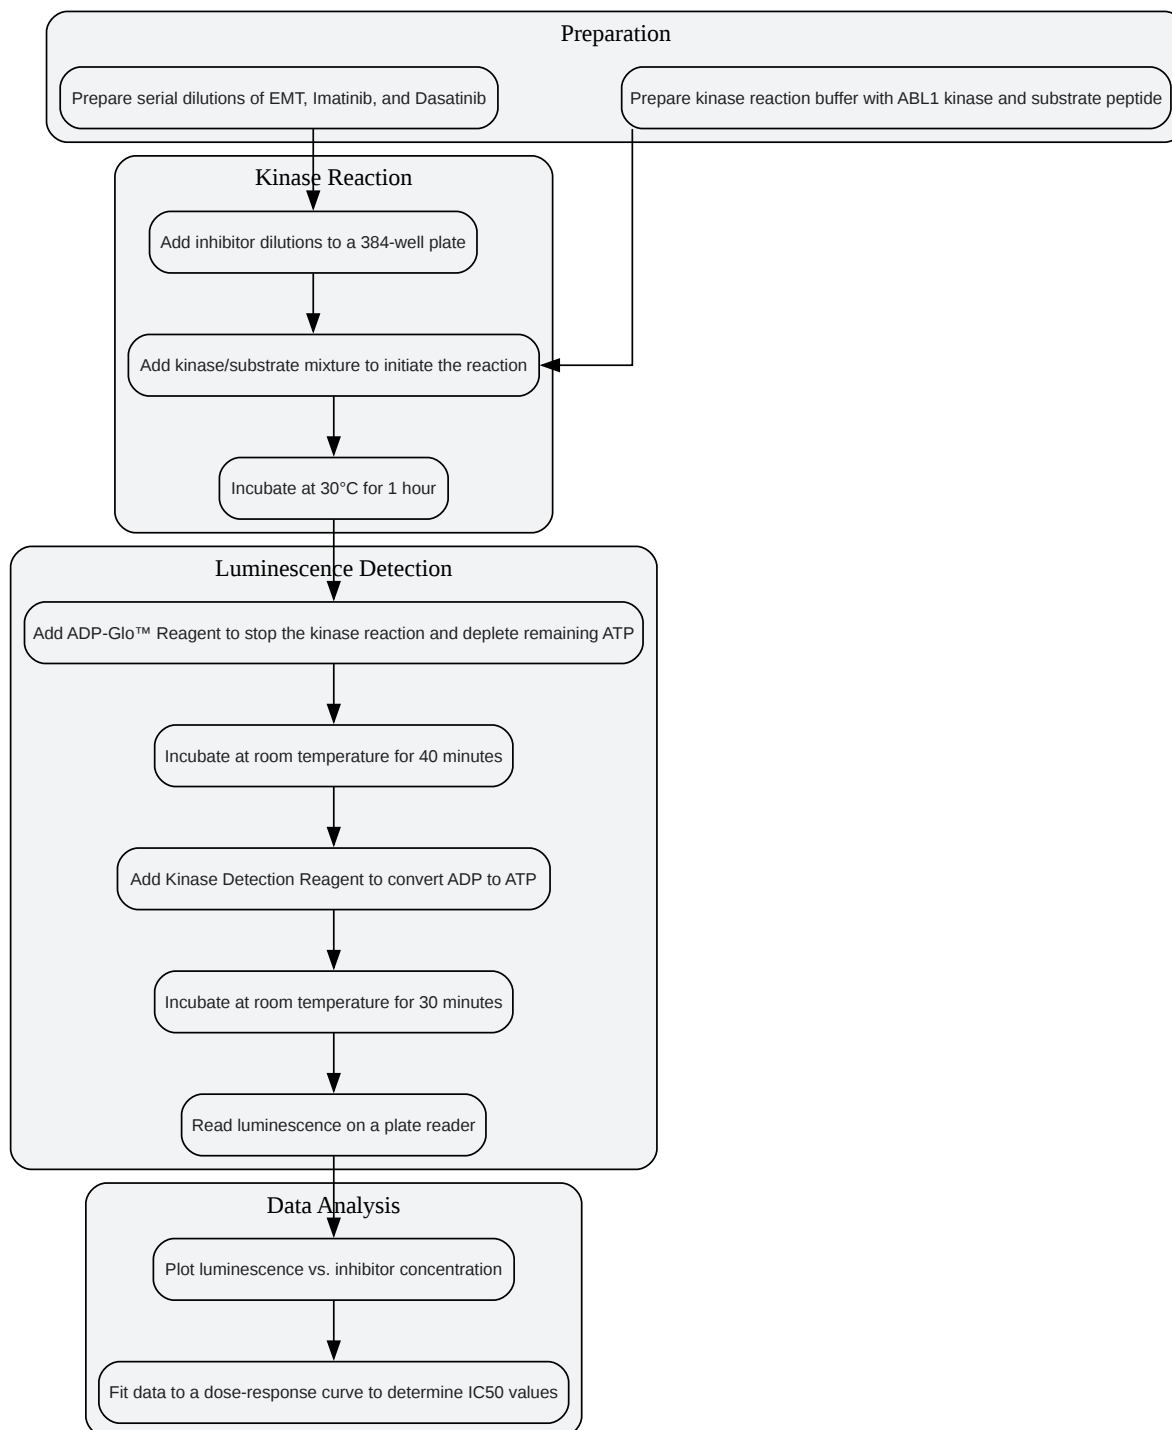 Preparation
Prepare serial dilutions of EMT, Imatinib, and Dasatinib
Prepare kinase reaction buffer with ABL1 kinase and substrate peptide
Kinase Reaction
Add inhibitor dilutions to a 384-well plate
Add kinase/substrate mixture to initiate the reaction
Incubate at 30°C for 1 hour
Luminescence Detection
Add ADP-Glo™ Reagent to stop the kinase reaction and deplete remaining ATP
Incubate at room temperature for 40 minutes
Add Kinase Detection Reagent to convert ADP to ATP
Incubate at room temperature for 30 minutes
Read luminescence on a plate reader
Data Analysis
Plot luminescence vs. inhibitor concentration
Fit data to a dose-response curve to determine IC50 values